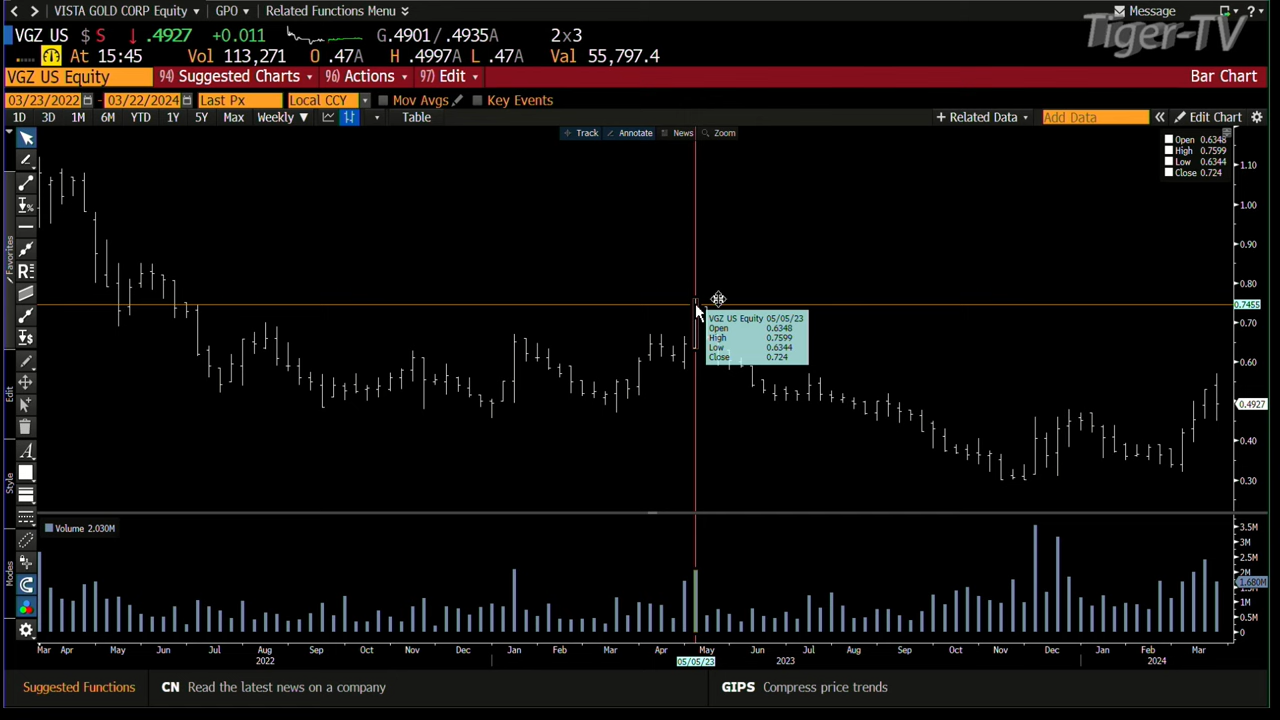 VISTA GOLD CORP Equity GPO Related Functions Menu Message ?
Tiger-TV
VGZ US $ S ↓ .4927 +0.011 G.4901/.4935A 2x3
At 15:45 Vol 113,271 O .47A H .4997A L .47A Val 55,797.4
VGZ US Equity 94) Suggested Charts 96) Actions 97) Edit Bar Chart
03/23/2022 - 03/22/2024 Last Px Local CCY Mov Avgs Key Events
1D 3D 1M 6M YTD 1Y 5Y Max Weekly Table + Related Data Add Data « Edit Chart
Track Annotate News Zoom
Open 0.6348
High 0.7599
Low 0.6344
Close 0.724
1.10
1.00
0.90
0.80
0.7455
0.70
0.60
0.4927
0.40
0.30
VGZ US Equity 05/05/23
Open 0.6348
High 0.7599
Low 0.6344
Close 0.724
Favorites
Edit
Style
Modes
Volume 2.030M
3.5M
3M
2.5M
2M
1.680M
1M
0.5M
0
Mar Apr May Jun Jul Aug Sep Oct Nov Dec Jan Feb Mar Apr May Jun Jul Aug Sep Oct Nov Dec Jan Feb Mar
2022 05/05/23 2023 2024
Suggested Functions CN Read the latest news on a company GIPS Compress price trends